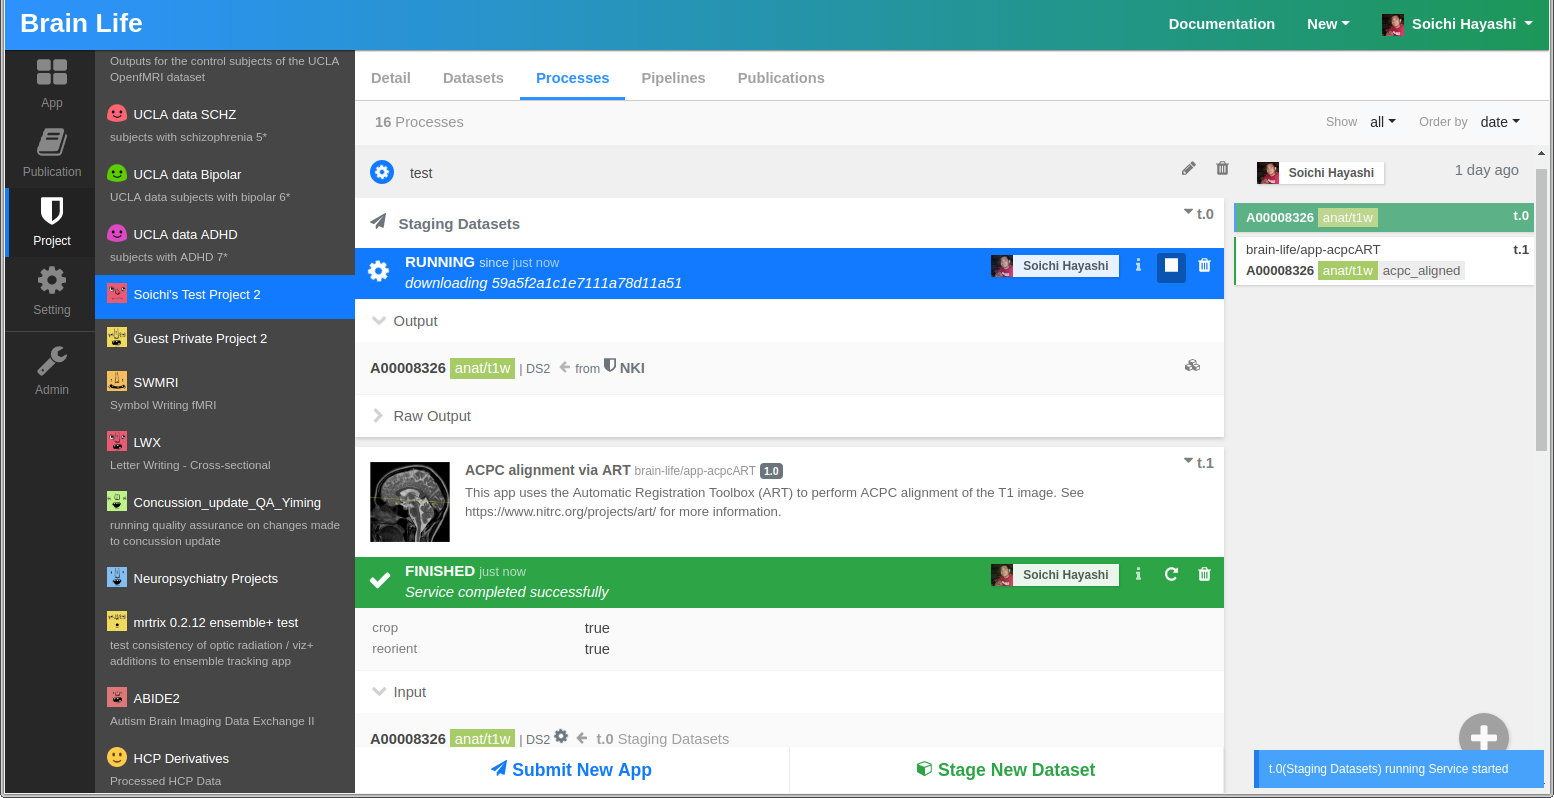 Brain Life
Documentation New Soichi Hayashi
App
Publication
Project
Setting
Admin
Outputs for the control subjects of the UCLA
OpenfMRI dataset
UCLA data SCHZ
subjects with schizophrenia 5*
UCLA data Bipolar
UCLA data subjects with bipolar 6*
UCLA data ADHD
subjects with ADHD 7*
Soichi's Test Project 2
Guest Private Project 2
SWMRI
Symbol Writing fMRI
LWX
Letter Writing - Cross-sectional
Concussion_update_QA_Yiming
running quality assurance on changes made
to concussion update
Neuropsychiatry Projects
mrtrix 0.2.12 ensemble+ test
test consistency of optic radiation / viz+
additions to ensemble tracking app
ABIDE2
Autism Brain Imaging Data Exchange II
HCP Derivatives
Processed HCP Data
Detail Datasets Processes Pipelines Publications
16 Processes Show all Order by date
test Soichi Hayashi 1 day ago
Staging Datasets t.0
RUNNING since just now Soichi Hayashi
downloading 59a5f2a1c1e7111a78d11a51
Output
A00008326 anat/t1w | DS2 from NKI
Raw Output
ACPC alignment via ART brain-life/app-acpcART 1.0 t.1
This app uses the Automatic Registration Toolbox (ART) to perform ACPC alignment of the T1 image. See
https://www.nitrc.org/projects/art/ for more information.
FINISHED just now Soichi Hayashi
Service completed successfully
crop true
reorient true
Input
A00008326 anat/t1w | DS2 t.0 Staging Datasets
Submit New App Stage New Dataset
A00008326 anat/t1w t.0
brain-life/app-acpcART t.1
A00008326 anat/t1w acpc_aligned
t.0(Staging Datasets) running Service started